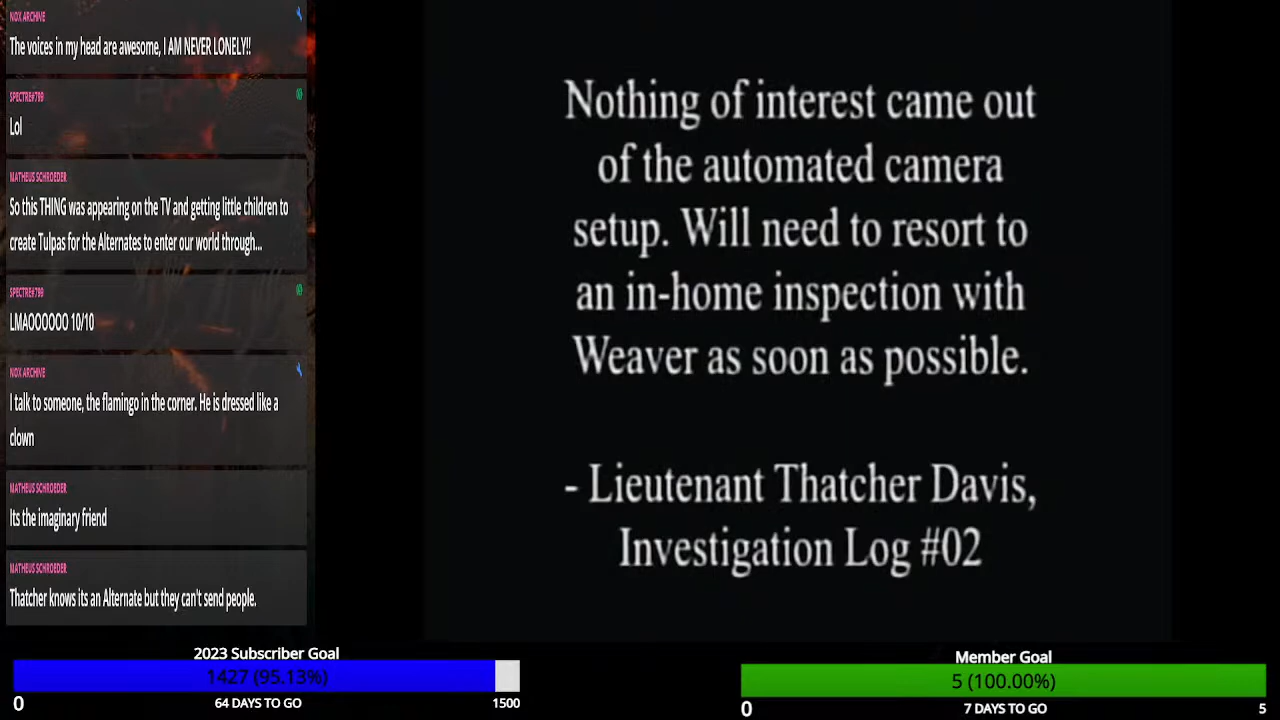 NOX ARCHIVE
The voices in my head are awesome, I AM NEVER LONELY!!
SPECTRE#799
Lol
MATHEUS SCHROEDER
So this THING was appearing on the TV and getting little children to
create Tulpas for the Alternates to enter our world through...
SPECTRE#799
LMAOOOOOO 10/10
NOX ARCHIVE
I talk to someone, the flamingo in the corner. He is dressed like a
clown
MATHEUS SCHROEDER
Its the imaginary friend
MATHEUS SCHROEDER
Thatcher knows its an Alternate but they can't send people.
Nothing of interest came out
of the automated camera
setup. Will need to resort to
an in-home inspection with
Weaver as soon as possible.
- Lieutenant Thatcher Davis,
Investigation Log #02
2023 Subscriber Goal
1427 (95.13%)
0
64 DAYS TO GO
1500
Member Goal
5 (100.00%)
0
7 DAYS TO GO
5